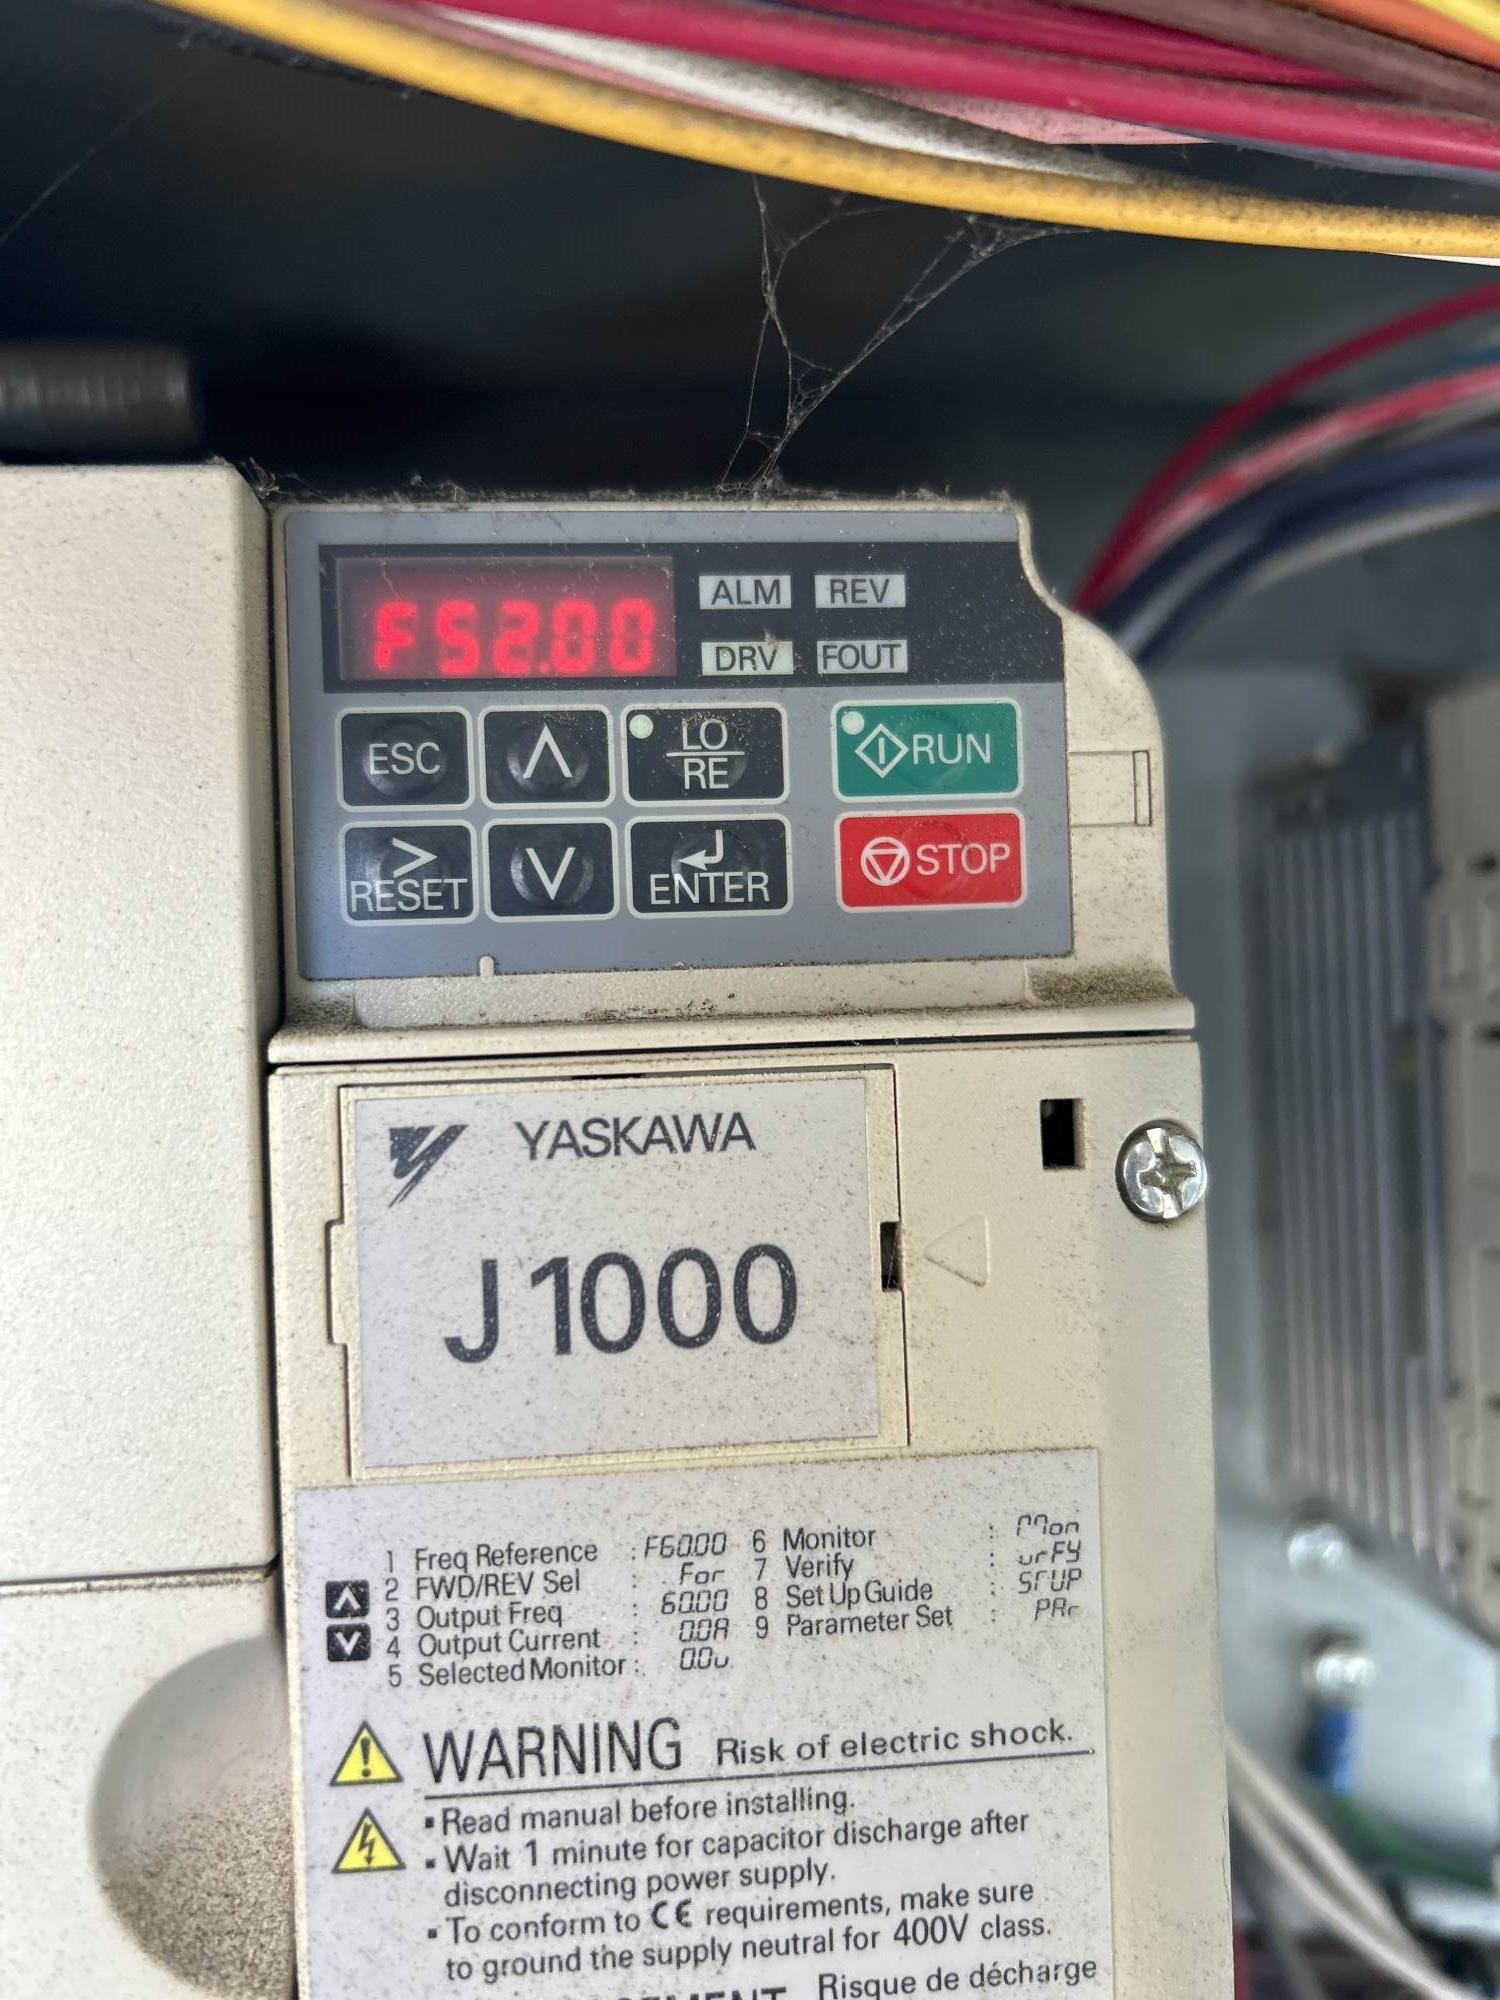 F52.00
ALM REV
DRV FOUT
ESC LO RE RUN
RESET ENTER STOP
YASKAWA
J1000
1 Freq Reference : F60.00
2 FWD/REV Sel : For
3 Output Freq : 60.00
4 Output Current : 0.0A
5 Selected Monitor : 0.0u
6 Monitor : Mon
7 Verify : urFY
8 Set Up Guide : SrUP
9 Parameter Set : PAr
WARNING Risk of electric shock.
▪ Read manual before installing.
▪ Wait 1 minute for capacitor discharge after
disconnecting power supply.
▪ To conform to CE requirements, make sure
to ground the supply neutral for 400V class.
Risque de décharge